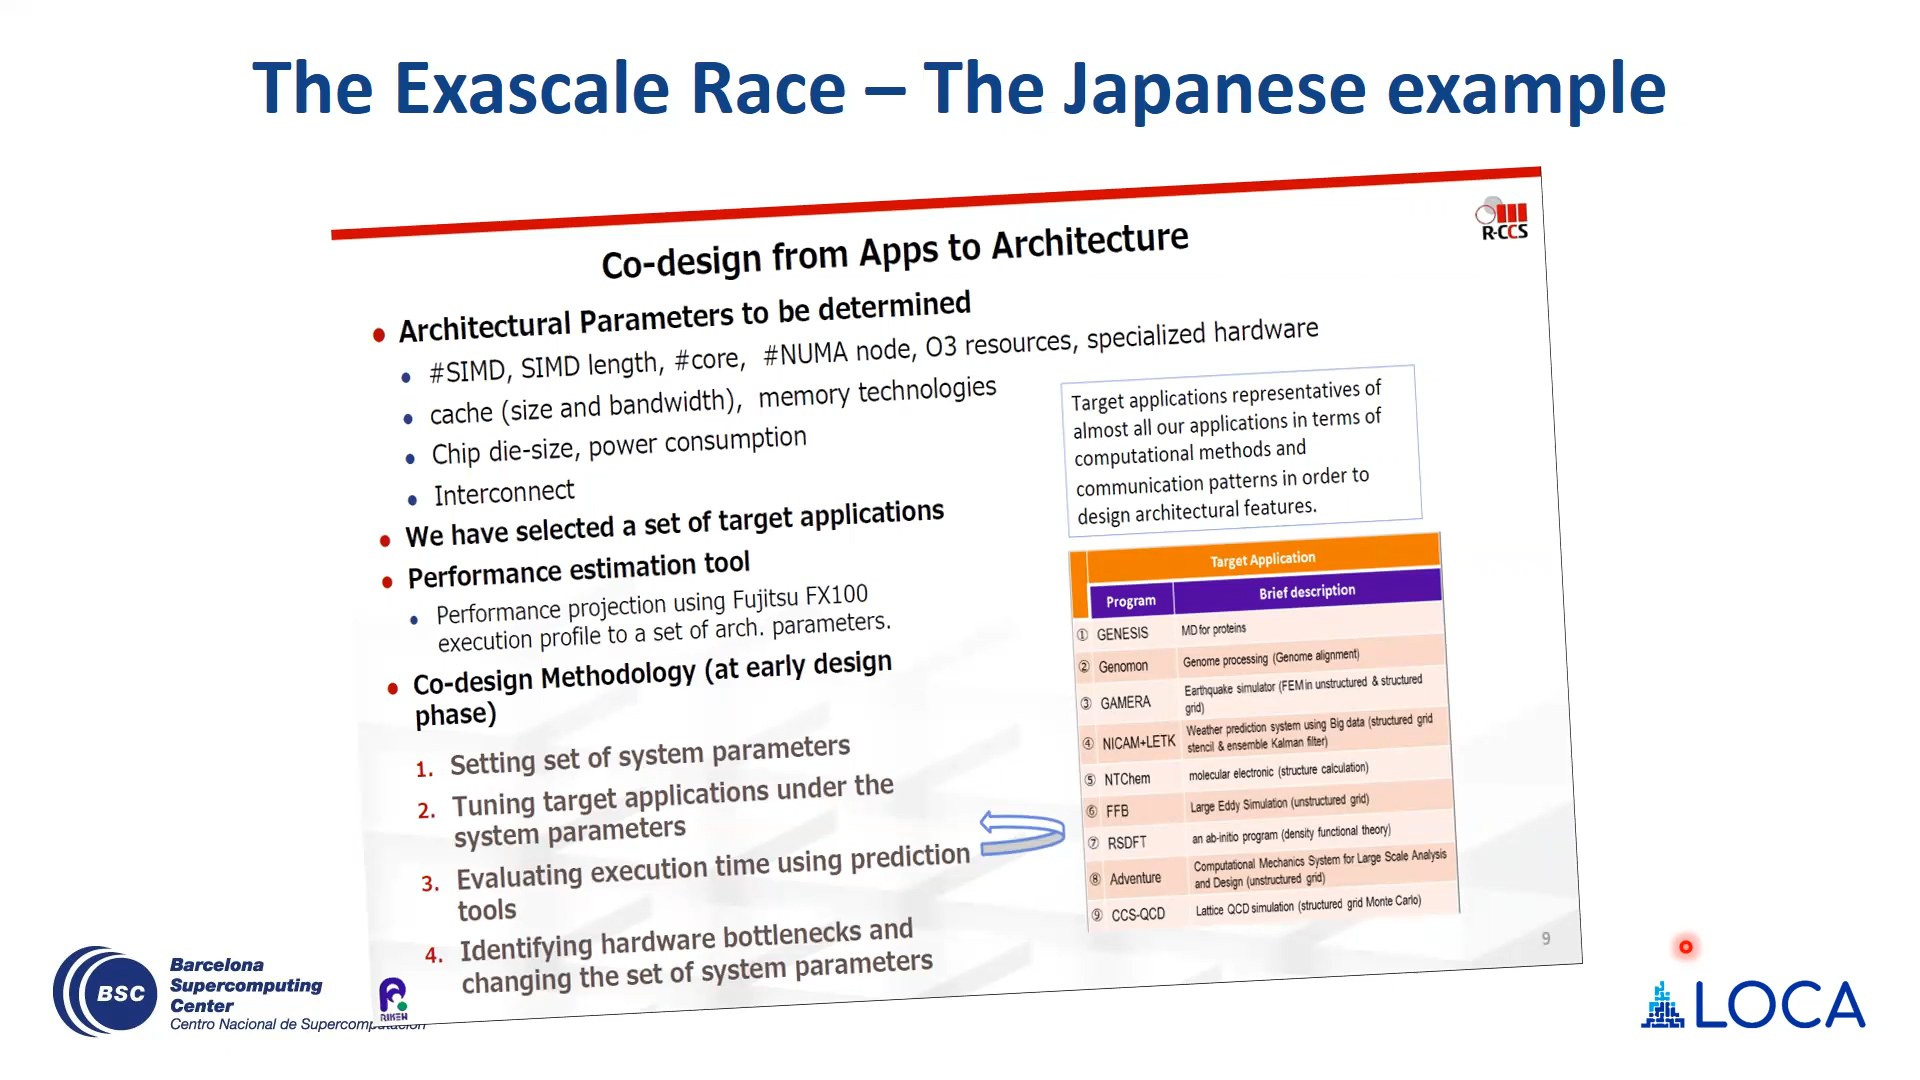 The Exascale Race – The Japanese example
R-CCS
Co-design from Apps to Architecture
• Architectural Parameters to be determined
• #SIMD, SIMD length, #core, #NUMA node, O3 resources, specialized hardware
• cache (size and bandwidth), memory technologies
• Chip die-size, power consumption
• Interconnect
• We have selected a set of target applications
• Performance estimation tool
• Performance projection using Fujitsu FX100
execution profile to a set of arch. parameters.
• Co-design Methodology (at early design
phase)
1. Setting set of system parameters
2. Tuning target applications under the
system parameters
3. Evaluating execution time using prediction
tools
4. Identifying hardware bottlenecks and
changing the set of system parameters
Target applications representatives of
almost all our applications in terms of
computational methods and
communication patterns in order to
design architectural features.
Target Application
Program Brief description
① GENESIS MD for proteins
② Genomon Genome processing (Genome alignment)
③ GAMERA Earthquake simulator (FEM in unstructured & structured
grid)
④ NICAM+LETK Weather prediction system using Big data (structured grid
stencil & ensemble Kalman filter)
⑤ NTChem molecular electronic (structure calculation)
⑥ FFB Large Eddy Simulation (unstructured grid)
⑦ RSDFT an ab-initio program (density functional theory)
⑧ Adventure Computational Mechanics System for Large Scale Analysis
and Design (unstructured grid)
⑨ CCS-QCD Lattice QCD simulation (structured grid Monte Carlo)
9
RIKEN
BSC
Barcelona
Supercomputing
Center
Centro Nacional de Supercomputación
LOCA